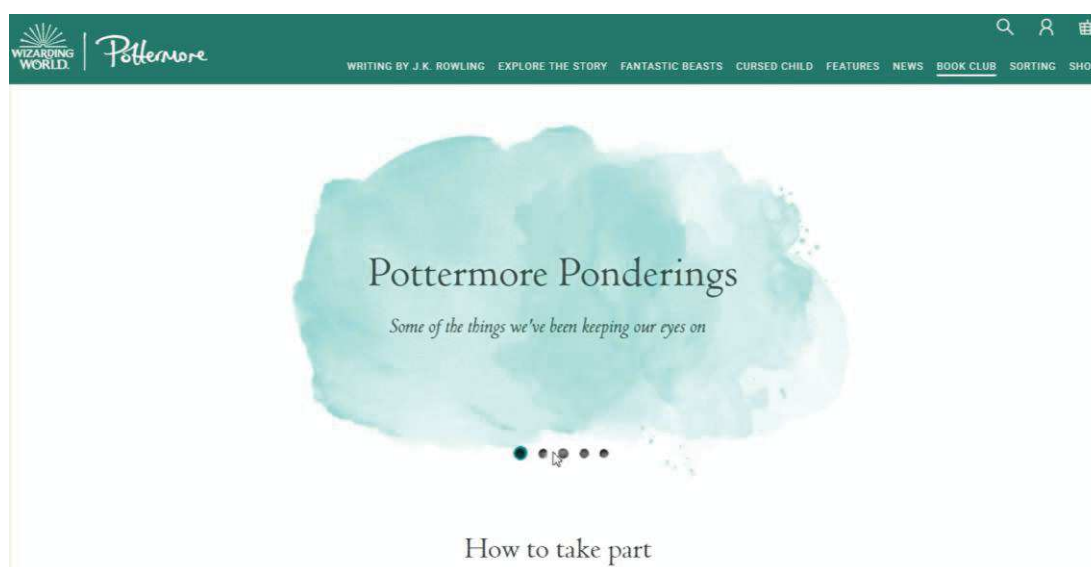 WIZARDING
WORLD.
Pottermore
WRITING BY J.K. ROWLING EXPLORE THE STORY FANTASTIC BEASTS CURSED CHILD FEATURES NEWS BOOK CLUB SORTING SHO
Pottermore Ponderings
Some of the things we've been keeping our eyes on
How to take part